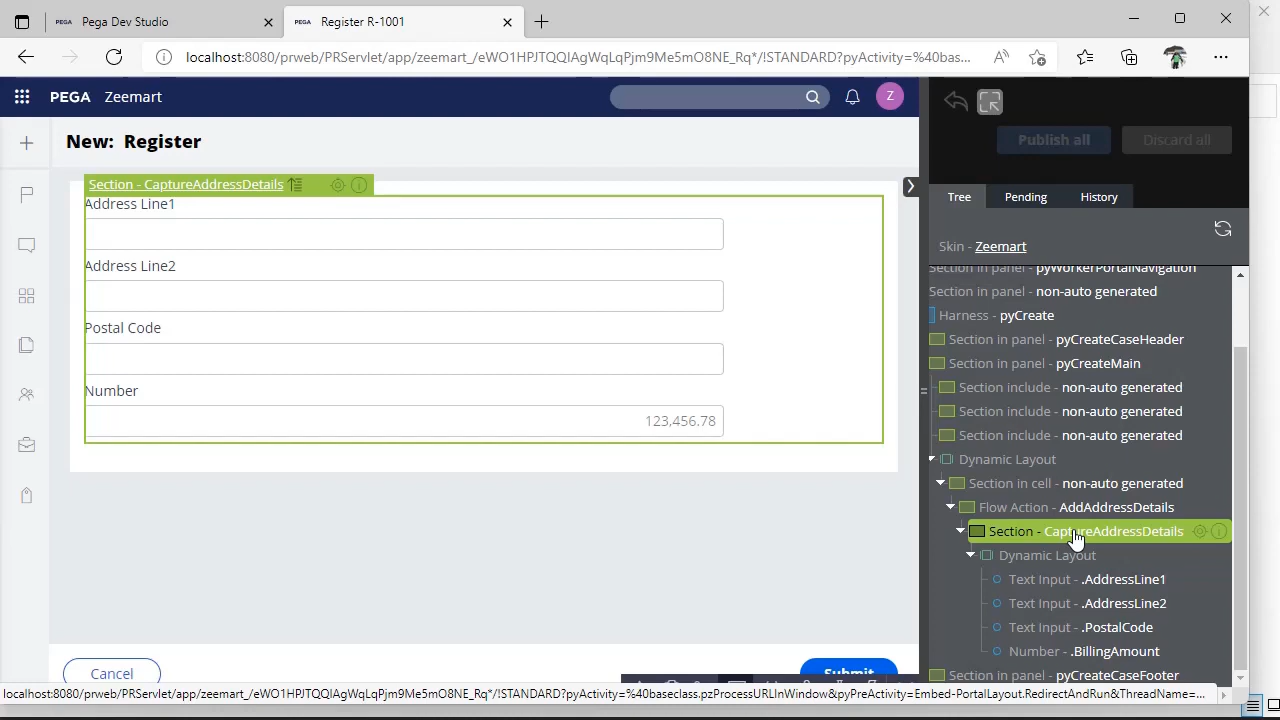 PEGA Pega Dev Studio
PEGA Register R-1001
localhost:8080/prweb/PRServlet/app/zeemart_/eWO1HPJTQQIAgWqLqPjm9Me5mO8NE_Rq*/!STANDARD?pyActivity=%40bas...
PEGA Zeemart
Z
New: Register
Section - CaptureAddressDetails
Address Line1
Address Line2
Postal Code
Number
123,456.78
Cancel
Submit
Publish all
Discard all
Tree Pending History
Skin - Zeemart
Section in panel - pyWorkerPortalNavigation
Section in panel - non-auto generated
Harness - pyCreate
Section in panel - pyCreateCaseHeader
Section in panel - pyCreateMain
Section include - non-auto generated
Section include - non-auto generated
Section include - non-auto generated
Dynamic Layout
Section in cell - non-auto generated
Flow Action - AddAddressDetails
Section - CaptureAddressDetails
Dynamic Layout
Text Input - .AddressLine1
Text Input - .AddressLine2
Text Input - .PostalCode
Number - .BillingAmount
Section in panel - pyCreateCaseFooter
localhost:8080/prweb/PRServlet/app/zeemart_/eWO1HPJTQQIAgWqLqPjm9Me5mO8NE_Rq*/!STANDARD?pyActivity=%40baseclass.pzProcessURLInWindow&pyPreActivity=Embed-PortalLayout.RedirectAndRun&ThreadName=...